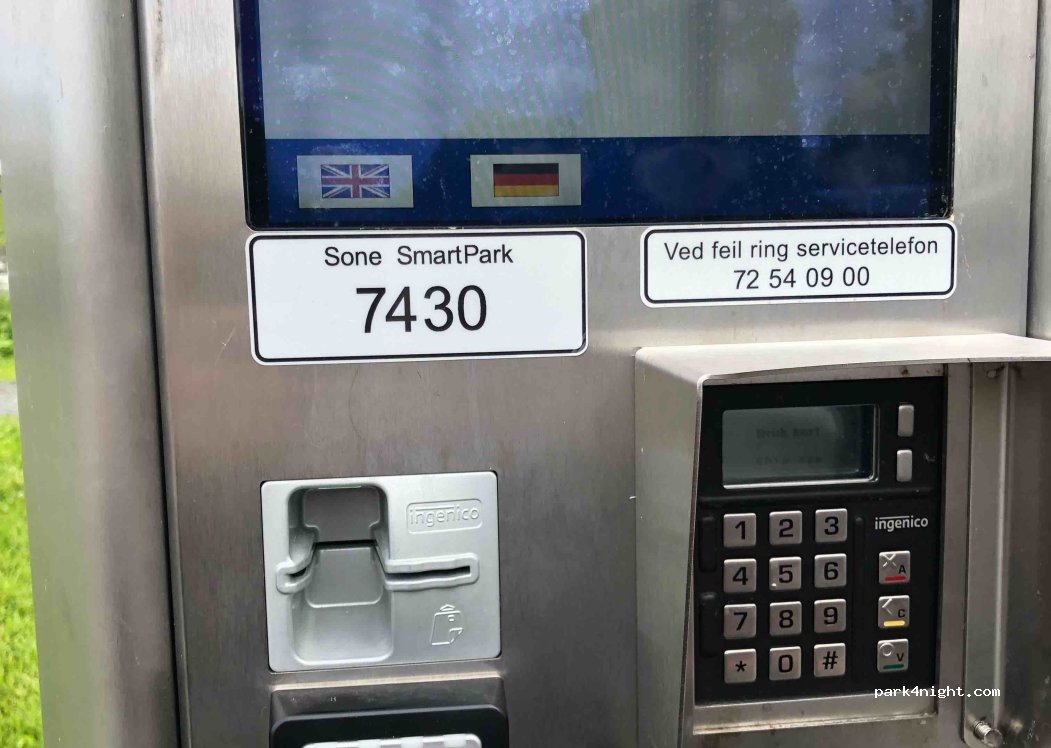 Sone SmartPark
7430
Ved feil ring servicetelefon
72 54 09 00
ingenico
ingenico
1 2 3
4 5 6
7 8 9
* 0 #
A
C
V
park4night.com